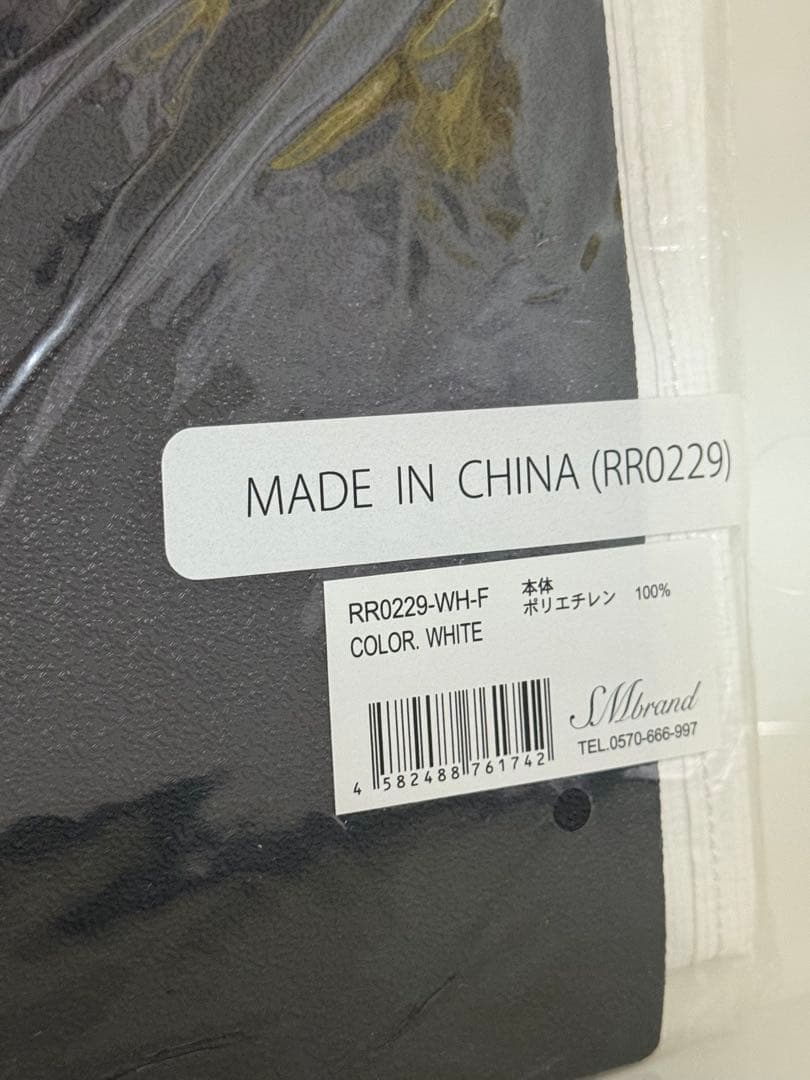 MADE IN CHINA (RR0229)
RR0229-WH-F
COLOR. WHITE
本体
ポリエチレン 100%
4 582488 761742
SMbrand
TEL.0570-666-997